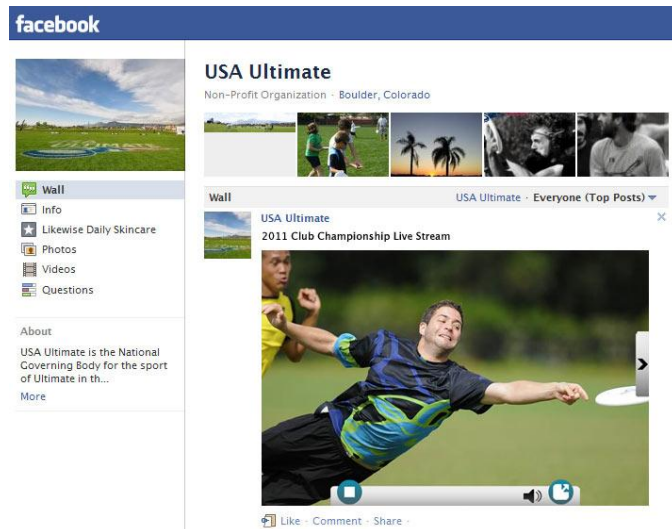 facebook
USA Ultimate
Non-Profit Organization · Boulder, Colorado
Wall
Info
Likewise Daily Skincare
Photos
Videos
Questions
About
USA Ultimate is the National
Governing Body for the sport
of Ultimate in th...
More
Wall
USA Ultimate · Everyone (Top Posts)
USA Ultimate
2011 Club Championship Live Stream
Like · Comment · Share ·